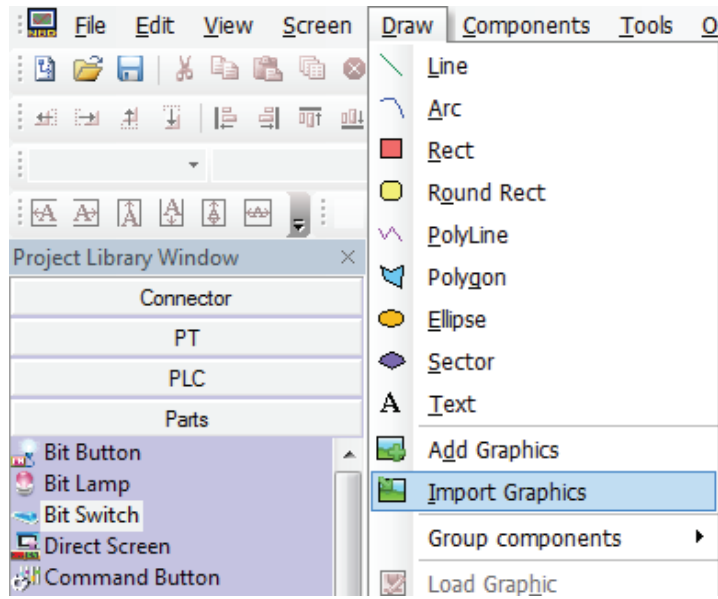 File Edit View Screen Draw Components Tools O
Line
Arc
Rect
Round Rect
PolyLine
Polygon
Ellipse
Sector
A Text
Add Graphics
Import Graphics
Group components
Load Graphic
Project Library Window
Connector
PT
PLC
Parts
Bit Button
Bit Lamp
Bit Switch
Direct Screen
Command Button